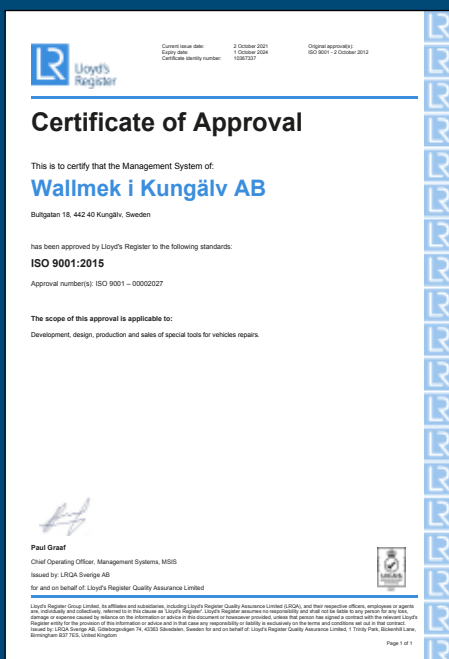 LR
Lloyd's
Register
Current issue date: 2 October 2021
Expiry date: 1 October 2024
Certificate identity number: 10367337
Original approval(s):
ISO 9001 - 2 October 2012
Certificate of Approval
This is to certify that the Management System of:
Wallmek i Kungälv AB
Bultgatan 18, 442 40 Kungälv, Sweden
has been approved by Lloyd's Register to the following standards:
ISO 9001:2015
Approval number(s): ISO 9001 – 00002027
The scope of this approval is applicable to:
Development, design, production and sales of special tools for vehicles repairs.
Paul Graaf
Chief Operating Officer, Management Systems, MSIS
Issued by: LRQA Sverige AB
for and on behalf of: Lloyd's Register Quality Assurance Limited
Lloyd's Register Group Limited, its affiliates and subsidiaries, including Lloyd's Register Quality Assurance Limited (LRQA), and their respective officers, employees or agents
are, individually and collectively, referred to in this clause as 'Lloyd's Register'. Lloyd's Register assumes no responsibility and shall not be liable to any person for any loss,
damage or expense caused by reliance on the information or advice in this document or howsoever provided, unless that person has signed a contract with the relevant Lloyd's
Register entity for the provision of this information or advice and in that case any responsibility or liability is exclusively on the terms and conditions set out in that contract.
Issued by: LRQA Sverige AB, Göteborgsvägen 74, 43363 Sävedalen, Sweden for and on behalf of: Lloyd's Register Quality Assurance Limited, 1 Trinity Park, Bickenhill Lane,
Birmingham B37 7ES, United Kingdom
Page 1 of 1